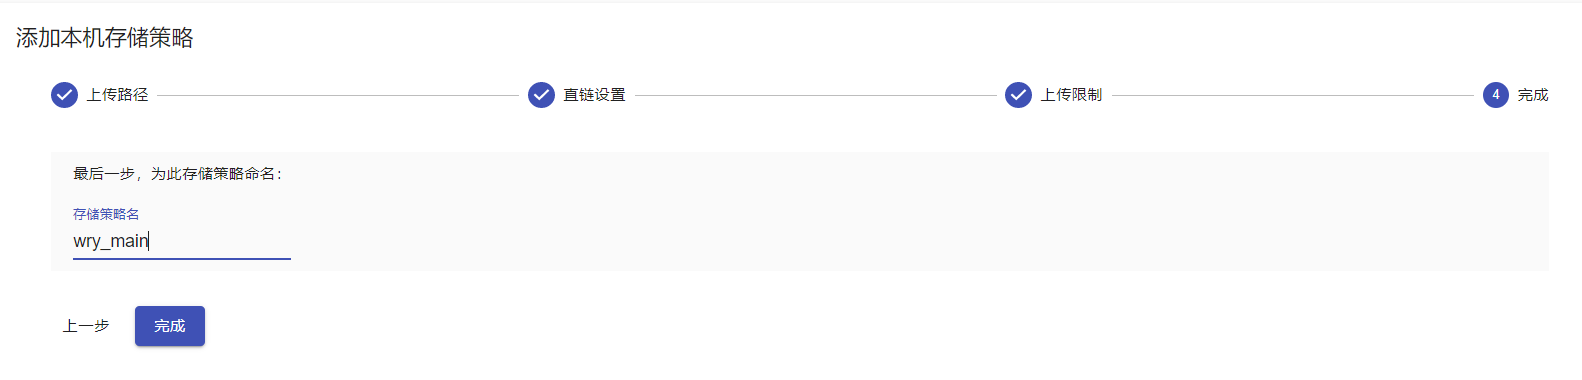 添加本机存储策略
上传路径
直链设置
上传限制
4 完成
最后一步，为此存储策略命名：
存储策略名
wry_main
上一步 完成